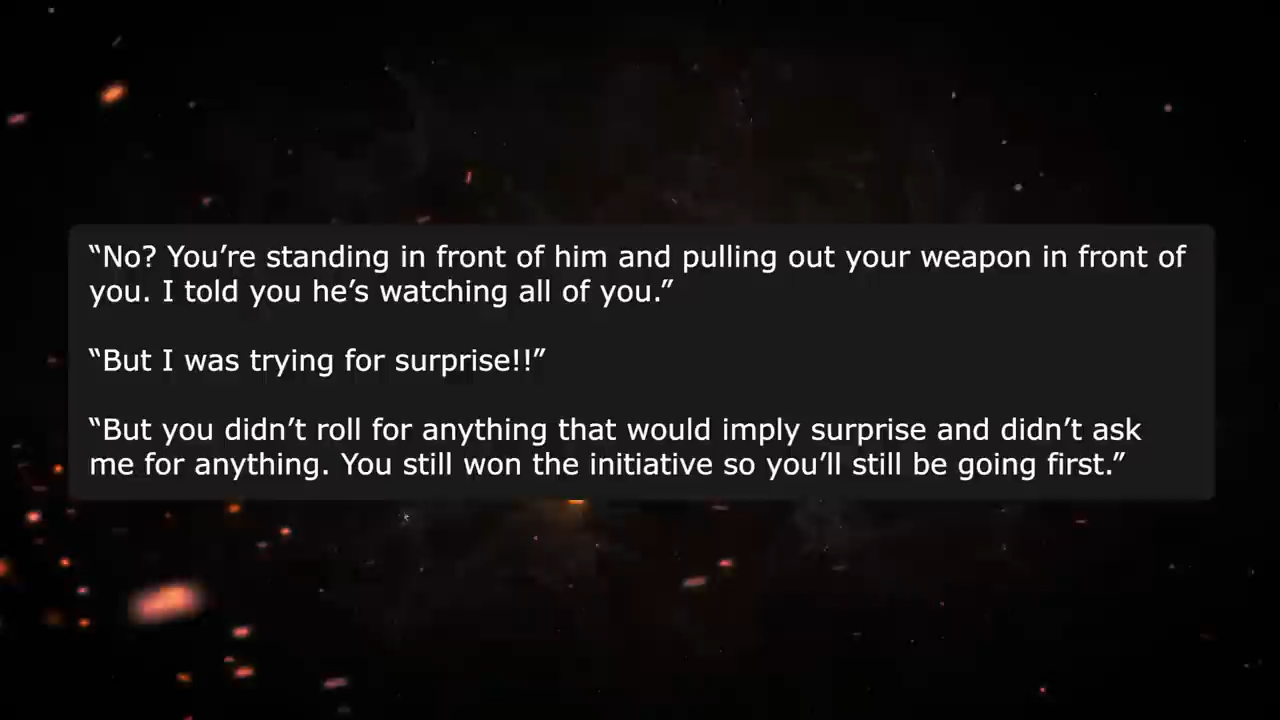 “No? You’re standing in front of him and pulling out your weapon in front of
you. I told you he’s watching all of you.”
“But I was trying for surprise!!”
“But you didn’t roll for anything that would imply surprise and didn’t ask
me for anything. You still won the initiative so you’ll still be going first.”